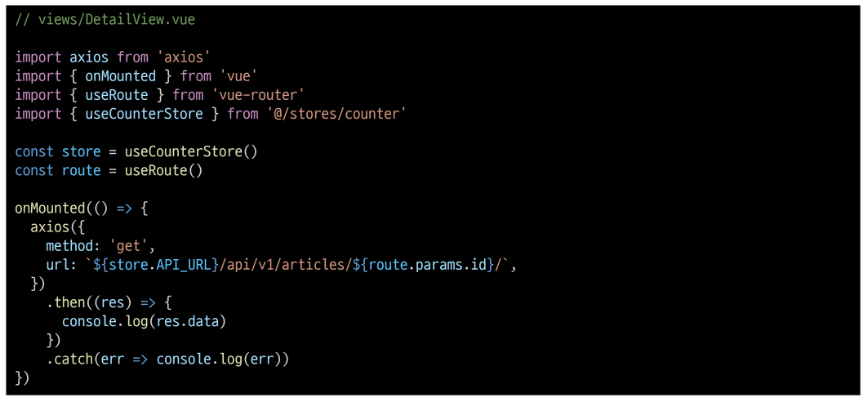 // views/DetailView.vue

import axios from 'axios'
import { onMounted } from 'vue'
import { useRoute } from 'vue-router'
import { useCounterStore } from '@/stores/counter'

const store = useCounterStore()
const route = useRoute()

onMounted(() => {
  axios({
    method: 'get',
    url: `${store.API_URL}/api/v1/articles/${route.params.id}/`,
  })
    .then((res) => {
      console.log(res.data)
    })
    .catch(err => console.log(err))
})